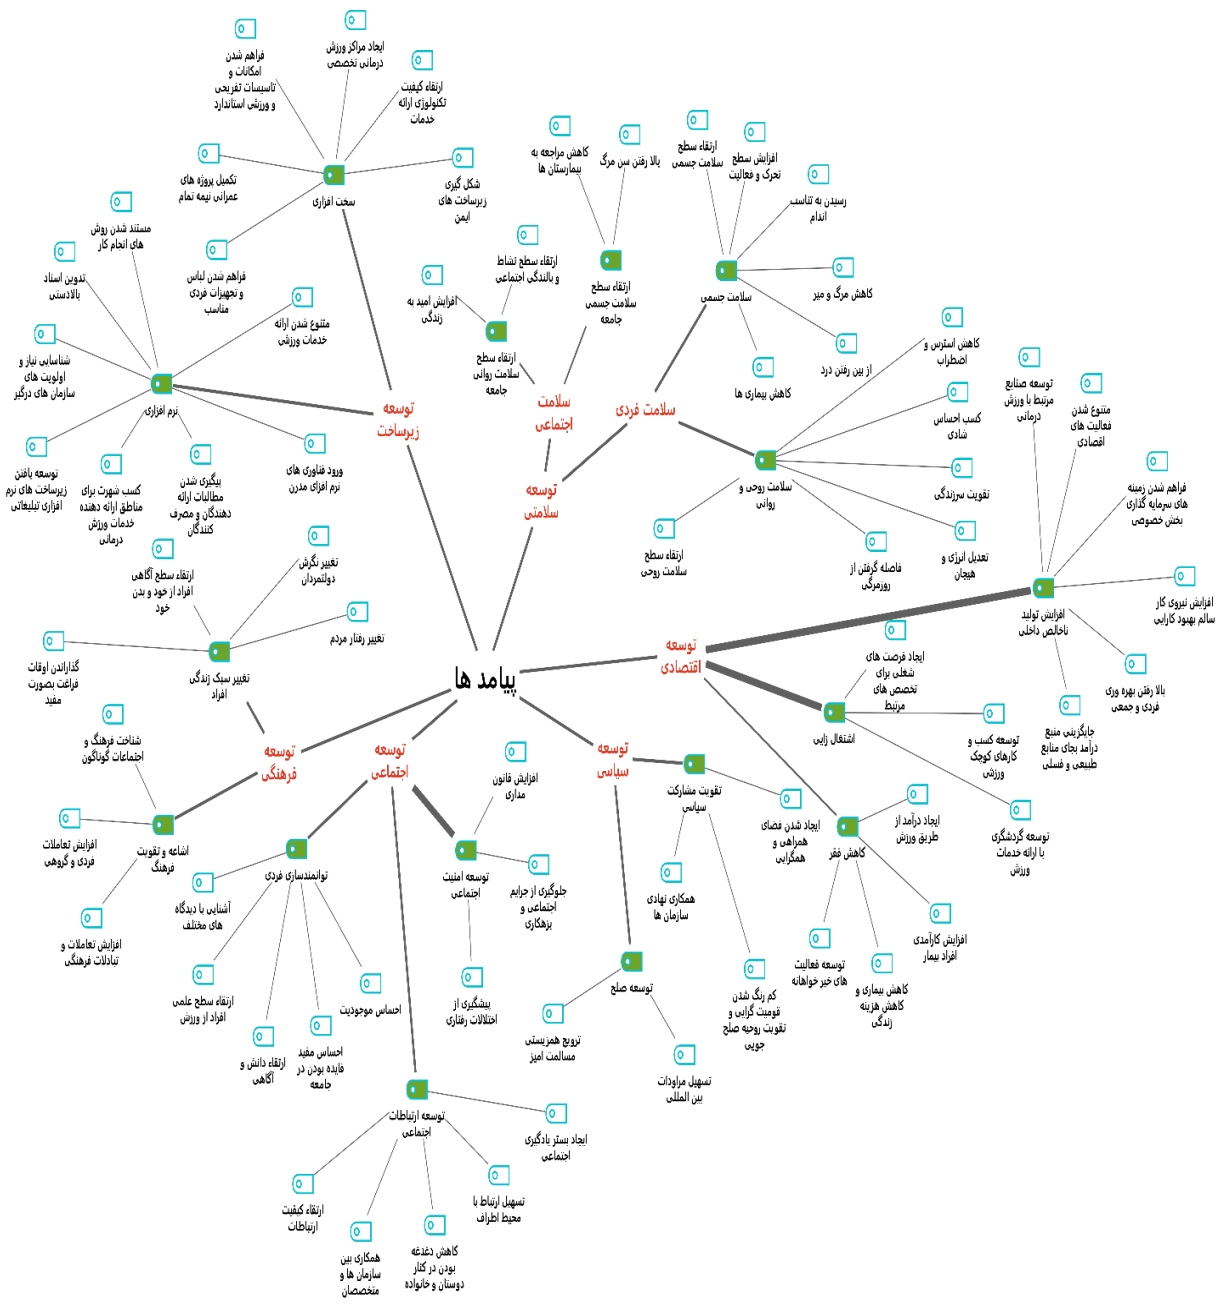 فراهم شدن
امکانات و
تاسیسات تفریحی
و ورزشی استاندارد
ایجاد مراکز ورزش
درمانی تخصصی
ارتقاء کیفیت
تکنولوژی ارائه
خدمات
تکمیل پروژه های
عمرانی نیمه تمام
سخت افزاری
شکل گیری
زیرساخت های
ایمن
فراهم شدن لباس
و تجهیزات فردی
مناسب
مستند شدن روش
های انجام کار
تدوین اسناد
بالادستی
شناسایی نیاز و
اولویت های
سازمان های درگیر
متنوع شدن ارائه
خدمات ورزشی
نرم افزاری
توسعه یافتن
زیرساخت های نرم
افزاری تبلیغاتی
کسب شهرت برای
مناطق ارائه دهنده
خدمات ورزش
درمانی
پیگیری شدن
مطالبات ارائه
دهندگان و مصرف
کنندگان
ورود فناوری های
نرم افزای مدرن
توسعه
زیرساخت
کاهش مراجعه به
بیمارستان ها
بالا رفتن سن مرگ
ارتقاء سطح
سلامت جسمی
جامعه
ارتقاء سطح نشاط
و بالندگی اجتماعی
افزایش امید به
زندگی
ارتقاء سطح
سلامت روانی
جامعه
سلامت
اجتماعی
توسعه
سلامتی
سلامت فردی
ارتقاء سطح
سلامت جسمی
افزایش سطح
تحرک و فعالیت
رسیدن به تناسب
اندام
کاهش مرگ و میر
از بین رفتن درد
کاهش بیماری ها
سلامت جسمی
کاهش استرس و
اضطراب
کسب احساس
شادی
تقویت سرزندگی
تعدیل انرژی و
هیجان
فاصله گرفتن از
روزمرگی
ارتقاء سطح
سلامت روحی
سلامت روحی و
روانی
پیامد ها
توسعه
اقتصادی
توسعه صنایع
مرتبط با ورزش
درمانی
متنوع شدن
فعالیت های
اقتصادی
فراهم شدن زمینه
های سرمایه گذاری
بخش خصوصی
افزایش نیروی کار
سالم بهبود کارایی
بالا رفتن بهره وری
فردی و جمعی
جایگزینی منبع
درآمد بجای منابع
طبیعی و فسلی
افزایش تولید
ناخالص داخلی
ایجاد فرصت های
شغلی برای
تخصص های
مرتبط
توسعه کسب و
کارهای کوچک
ورزشی
توسعه گردشگری
با ارائه خدمات
ورزش
اشتغال زایی
ایجاد درآمد از
طریق ورزش
افزایش کارآمدی
افراد بیمار
کاهش بیماری و
کاهش هزینه
زندگی
توسعه فعالیت
های خیر خواهانه
کاهش فقر
توسعه
سیاسی
تقویت مشارکت
سیاسی
ایجاد شدن فضای
همراهی و
همگرایی
همکاری نهادی
سازمان ها
کم رنگ شدن
قومیت گرایی و
تقویت روحیه صلح
جویی
توسعه صلح
ترویج همزیستی
مسالمت امیز
تسهیل مراودات
بین المللی
توسعه
اجتماعی
افزایش قانون
مداری
توسعه امنیت
اجتماعی
جلوگیری از جرایم
اجتماعی و
بزهکاری
پیشگیری از
اختلالات رفتاری
توانمندسازی فردی
آشنایی با دیدگاه
های مختلف
ارتقاء سطح علمی
افراد از ورزش
ارتقاء دانش و
آگاهی
احساس مفید
فایده بودن در
جامعه
احساس موجودیت
توسعه ارتباطات
اجتماعی
ایجاد بستر یادگیری
اجتماعی
تسهیل ارتباط با
محیط اطراف
کاهش دغدغه
بودن در کنار
دوستان و خانواده
همکاری بین
سازمان ها و
متخصصان
ارتقاء کیفیت
ارتباطات
توسعه
فرهنگی
ارتقاء سطح آگاهی
افراد از خود و بدن
خود
تغییر نگرش
دولتمردان
تغییر رفتار مردم
گذاراندن اوقات
فراغت بصورت
مفید
تغییر سبک زندگی
افراد
شناخت فرهنگ و
اجتماعات گوناگون
افزایش تعاملات
فردی و گروهی
افزایش تعاملات و
تبادلات فرهنگی
اشاعه و تقویت
فرهنگ